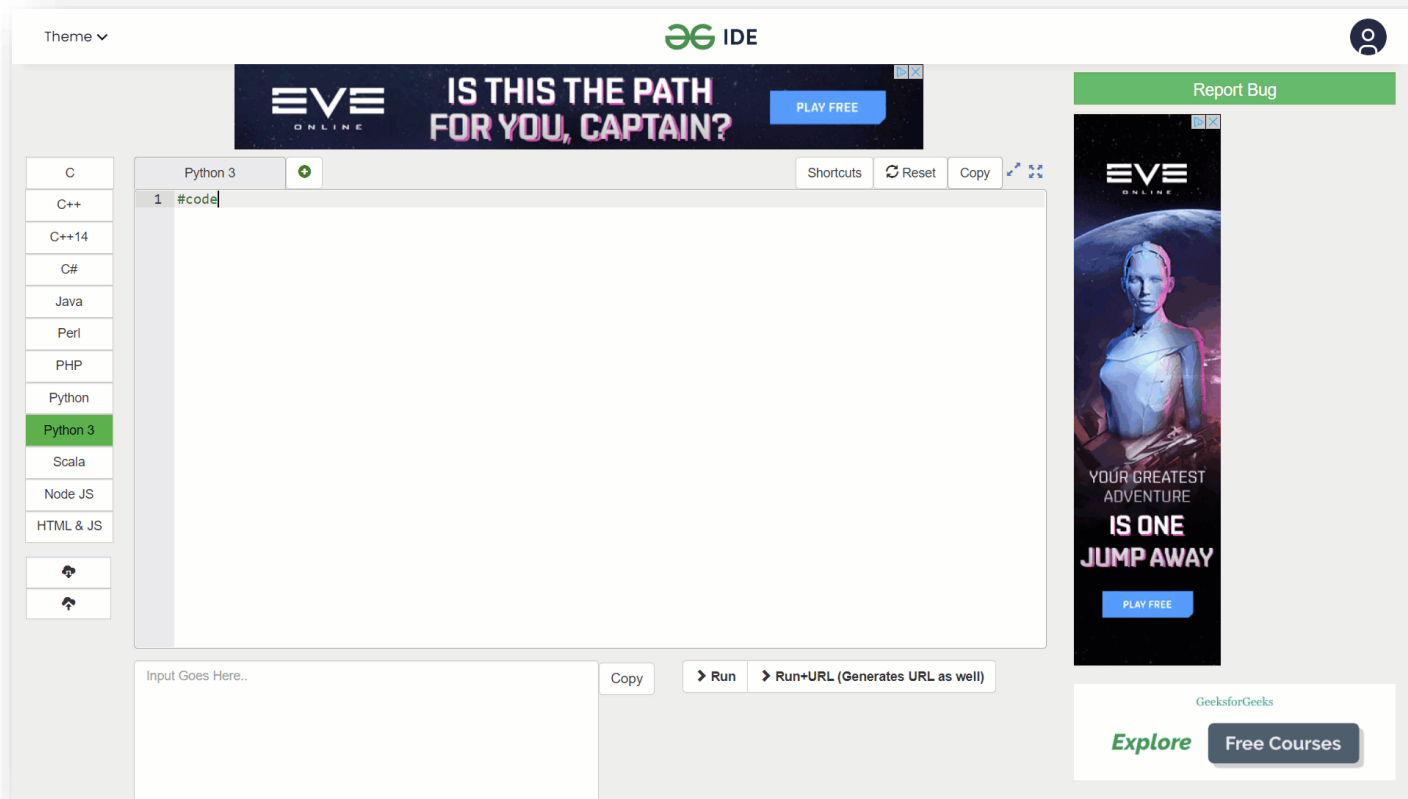 Theme
IDE
EVE
ONLINE
IS THIS THE PATH
FOR YOU, CAPTAIN?
PLAY FREE
Report Bug
C
C++
C++14
C#
Java
Perl
PHP
Python
Python 3
Scala
Node JS
HTML & JS
Python 3
Shortcuts
Reset
Copy
1 #code
Input Goes Here..
Copy
Run
Run+URL (Generates URL as well)
EVE
ONLINE
YOUR GREATEST
ADVENTURE
IS ONE
JUMP AWAY
PLAY FREE
GeeksforGeeks
Explore
Free Courses